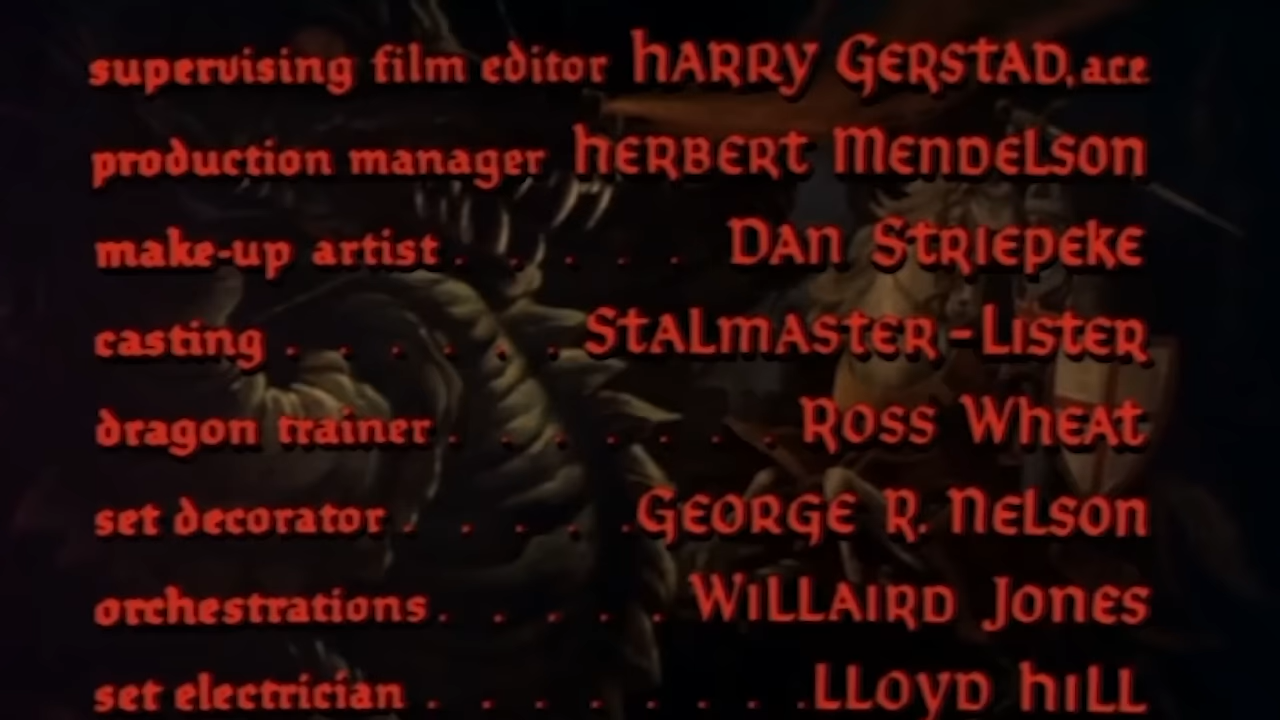 supervising film editor HARRY GERSTAD, ace
production manager HERBERT MENDELSON
make-up artist . . . . . DAN STRIEPEKE
casting . . . . . . STALMASTER-LISTER
dragon trainer . . . . . . . ROSS WHEAT
set decorator . . . . . GEORGE R. NELSON
orchestrations . . . . . WILLAIRD JONES
set electrician . . . . . . . . LLOYD HILL